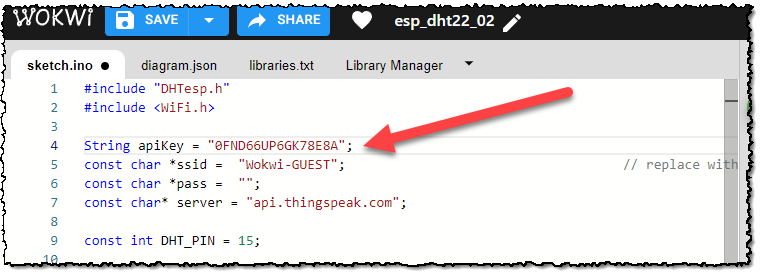 WOKWi SAVE SHARE esp_dht22_02
sketch.ino diagram.json libraries.txt Library Manager
1 #include "DHTesp.h"
2 #include <WiFi.h>
3
4 String apiKey = "0FND66UP6GK78E8A";
5 const char *ssid =  "Wokwi-GUEST"; // replace with
6 const char *pass =  "";
7 const char* server = "api.thingspeak.com";
8
9 const int DHT_PIN = 15;
10